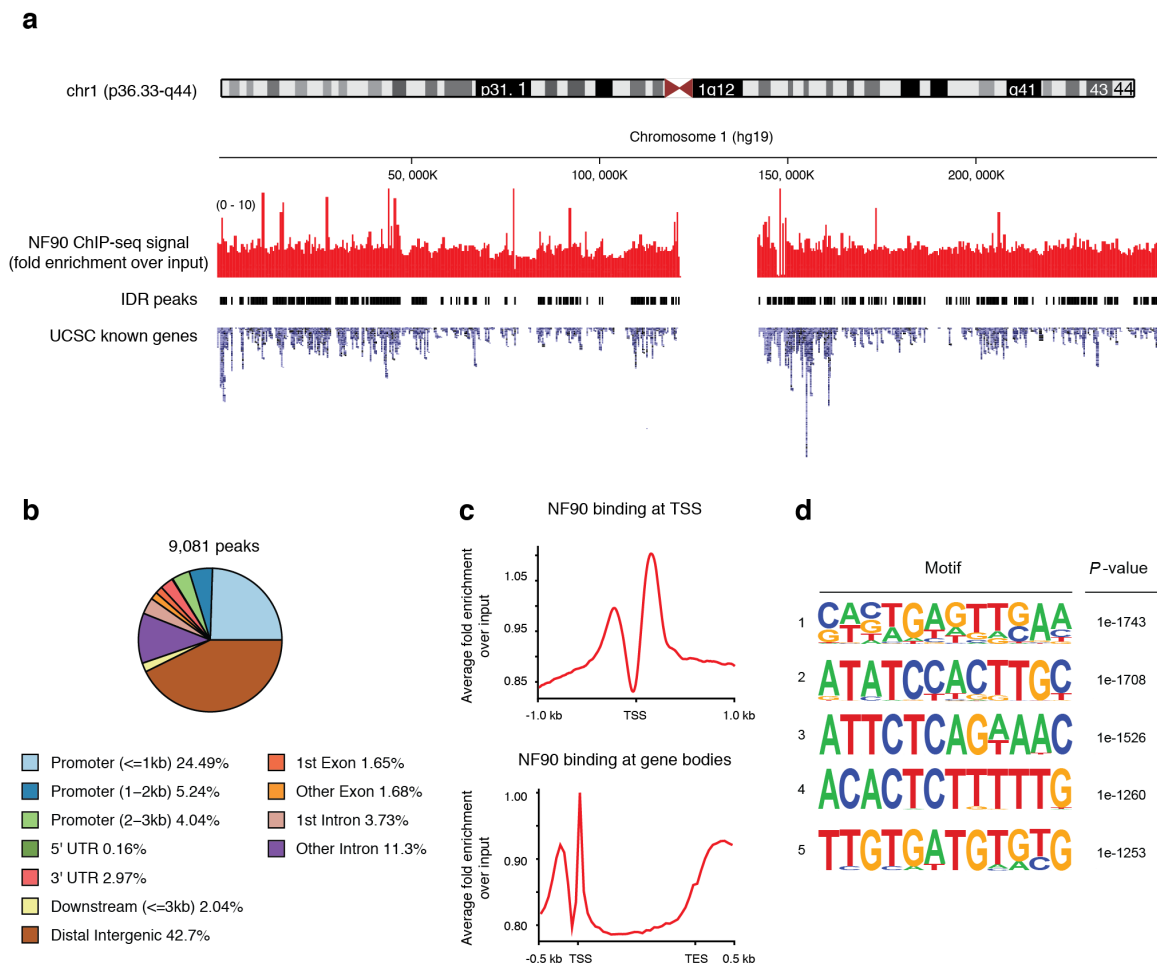 a
chr1 (p36.33-q44)
p31. 1
1q12
q41
43
44
Chromosome 1 (hg19)
50, 000K
100, 000K
150, 000K
200, 000K
(0 - 10)
NF90 ChIP-seq signal
(fold enrichment over input)
IDR peaks
UCSC known genes
b
9,081 peaks
Promoter (<=1kb) 24.49%
Promoter (1–2kb) 5.24%
Promoter (2–3kb) 4.04%
5' UTR 0.16%
3' UTR 2.97%
Downstream (<=3kb) 2.04%
Distal Intergenic 42.7%
1st Exon 1.65%
Other Exon 1.68%
1st Intron 3.73%
Other Intron 11.3%
c
NF90 binding at TSS
Average fold enrichment
over input
1.05
0.95
0.85
-1.0 kb
TSS
1.0 kb
NF90 binding at gene bodies
Average fold enrichment
over input
1.00
0.90
0.80
-0.5 kb
TSS
TES
0.5 kb
d
Motif
P-value
1
CACTGAGTTGAA
1e-1743
2
ATATCCACTTGC
1e-1708
3
ATTCTCAGAAAC
1e-1526
4
ACACTCTTTTTG
1e-1260
5
TTGTGATGTGTG
1e-1253